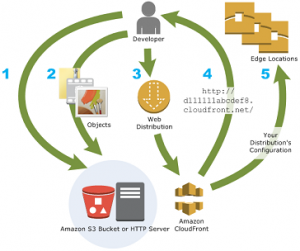 Developer
Edge Locations
1
2
3
4
5
http://
d111111abcdef8.
cloudfront.net/
Objects
Web
Distribution
Your
Distribution's
Configuration
Amazon S3 Bucket or HTTP Server
Amazon
CloudFront